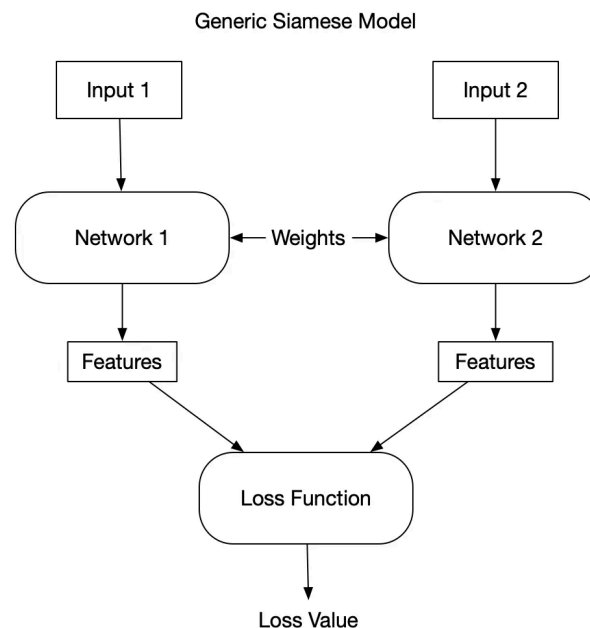 Generic Siamese Model
Input 1
Input 2
Network 1
Weights
Network 2
Features
Features
Loss Function
Loss Value